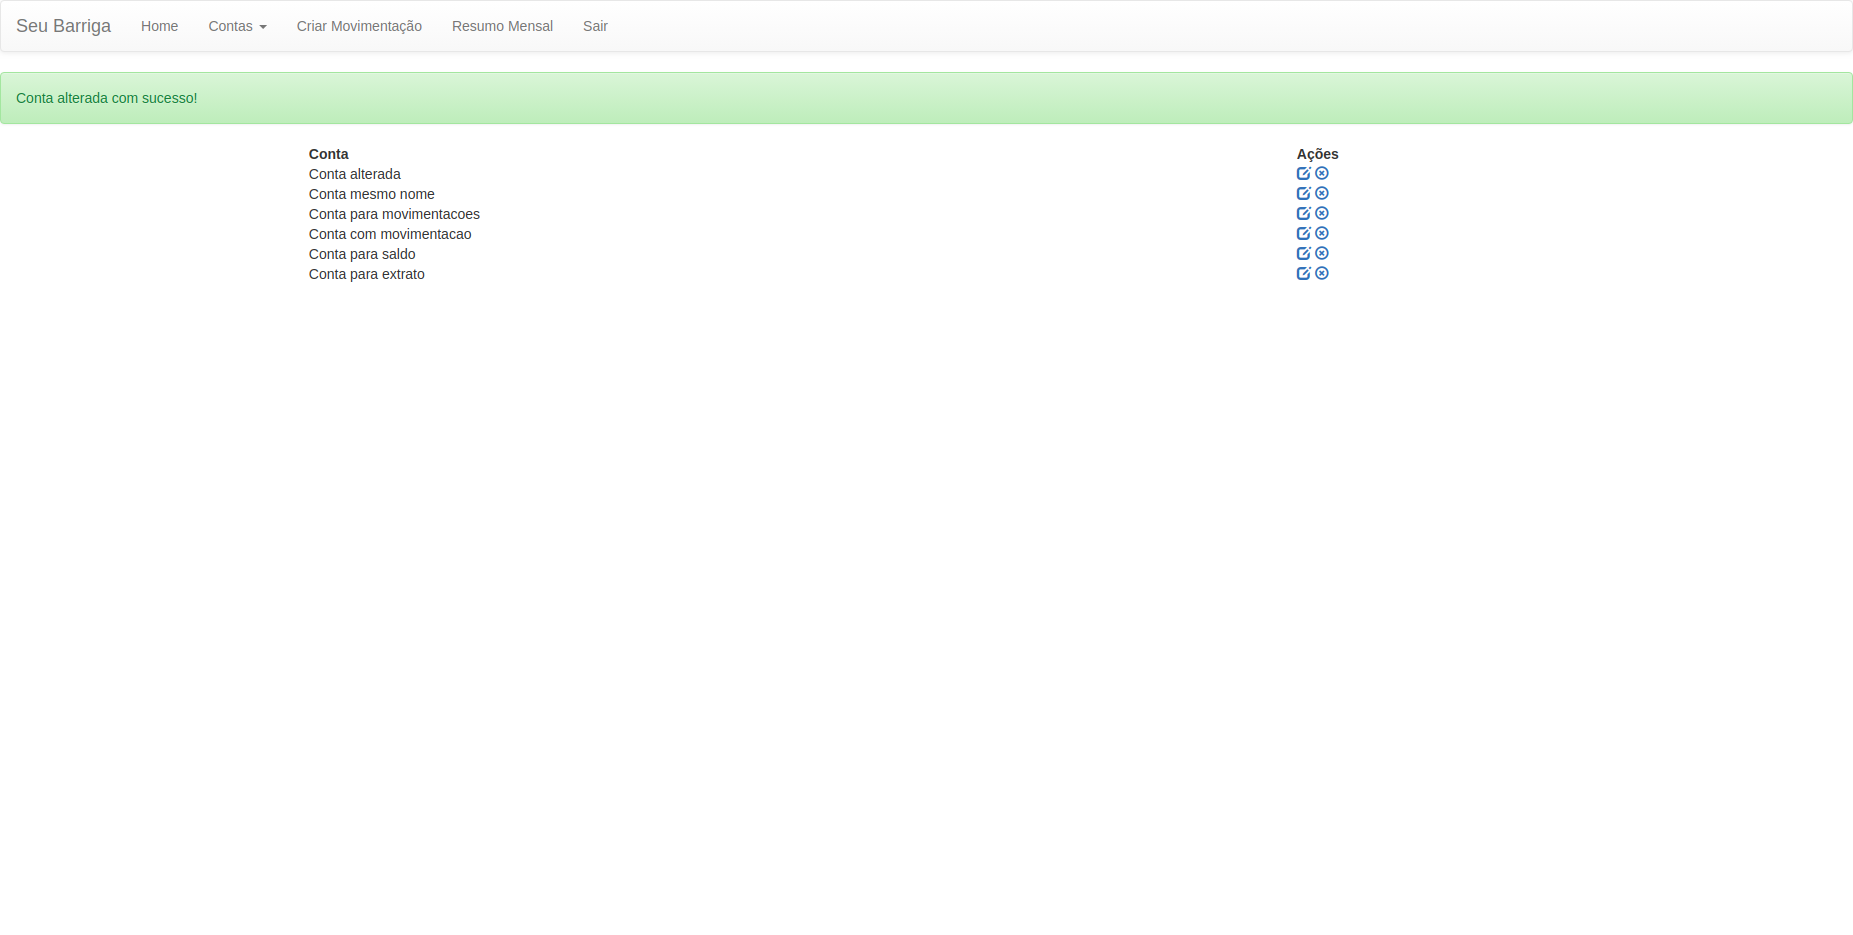 Seu Barriga Home Contas Criar Movimentação Resumo Mensal Sair
Conta alterada com sucesso!
Conta Ações
Conta alterada
Conta mesmo nome
Conta para movimentacoes
Conta com movimentacao
Conta para saldo
Conta para extrato